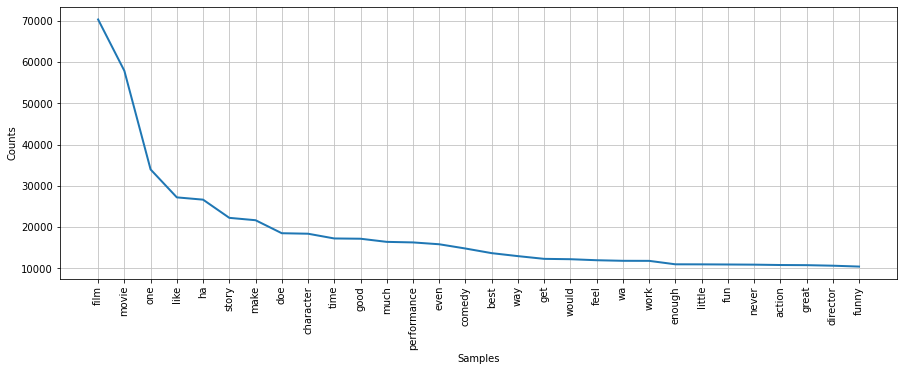 70000
60000
50000
40000
30000
20000
10000
Counts
film
movie
one
like
ha
story
make
doe
character
time
good
much
performance
even
comedy
best
way
get
would
feel
wa
work
enough
little
fun
never
action
great
director
funny
Samples